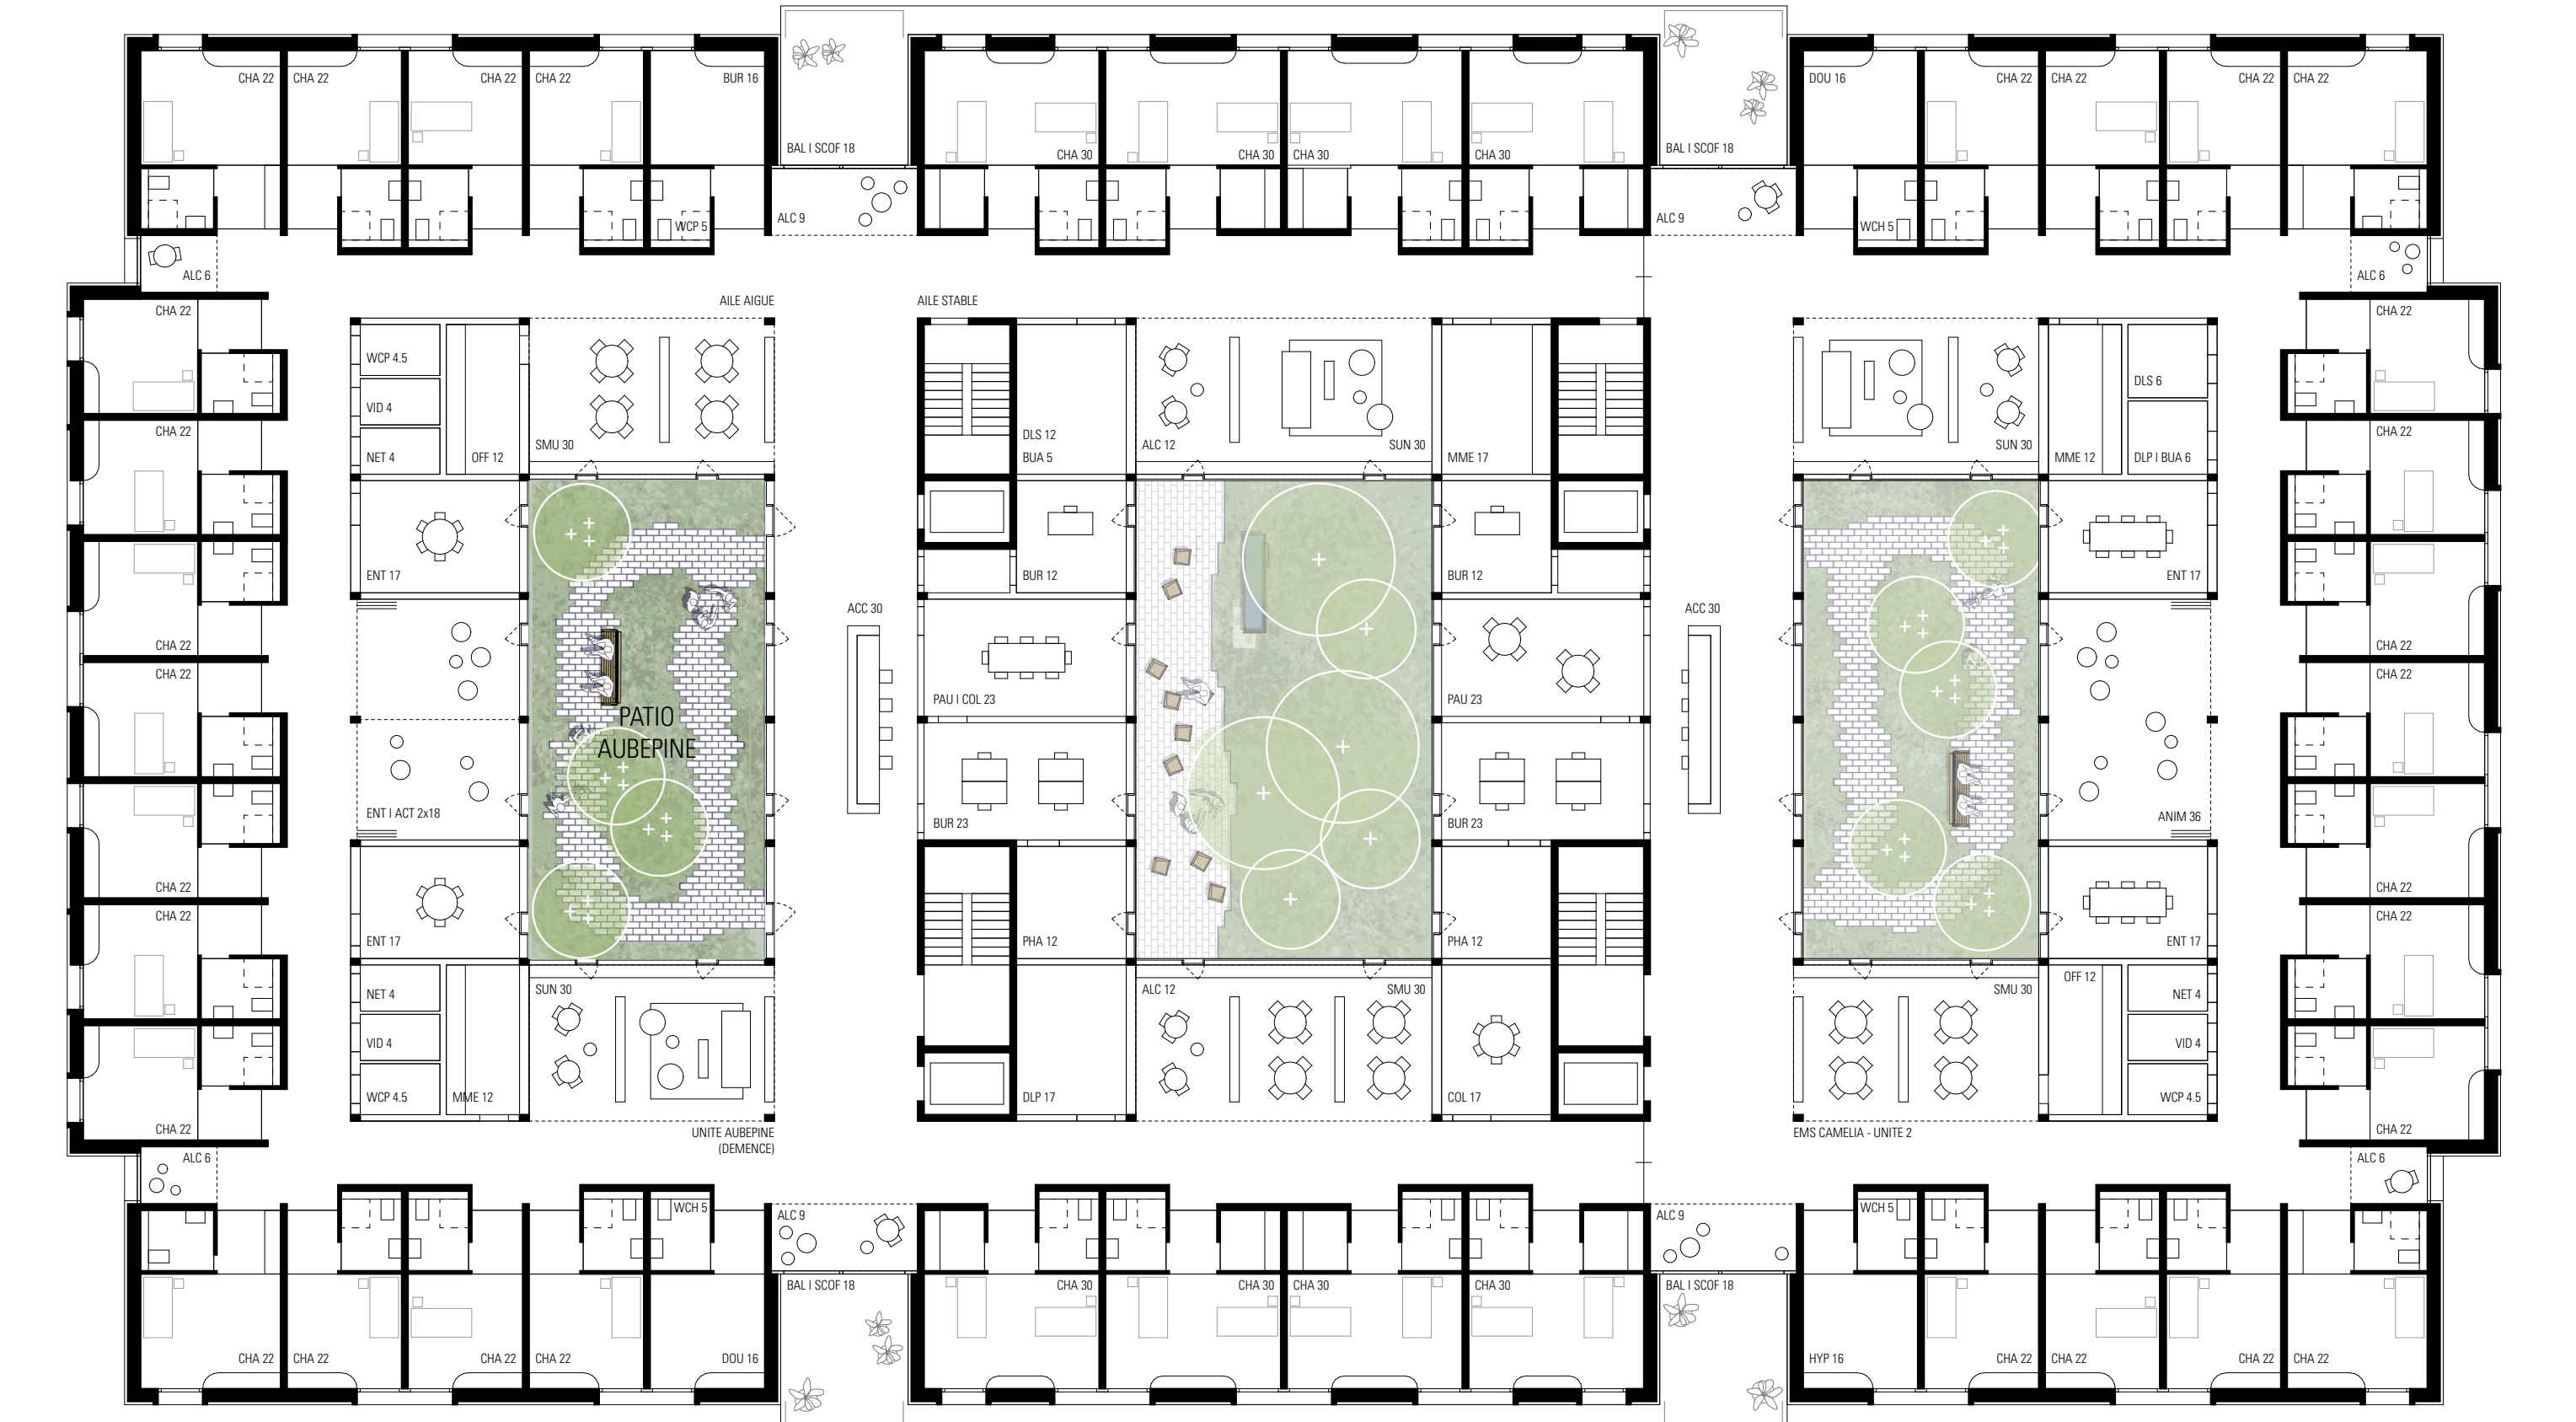 CHA 22
CHA 22
CHA 22
CHA 22
BUR 16
DOU 16
CHA 22
CHA 22
CHA 22
CHA 22
BAL I SCOF 18
CHA 30
CHA 30
CHA 30
CHA 30
BAL I SCOF 18
WCP 5
ALC 9
ALC 9
WCH 5
ALC 6
ALC 6
AILE AIGUE
AILE STABLE
CHA 22
CHA 22
WCP 4.5
VID 4
NET 4
OFF 12
SMU 30
DLS 12
BUA 5
ALC 12
SUN 30
MME 17
SUN 30
MME 12
DLS 6
DLP I BUA 6
CHA 22
CHA 22
ENT 17
BUR 12
BUR 12
ENT 17
ACC 30
ACC 30
CHA 22
CHA 22
CHA 22
CHA 22
PAU I COL 23
PAU 23
PATIO
AUBEPINE
ENT I ACT 2x18
BUR 23
BUR 23
ANIM 36
CHA 22
CHA 22
CHA 22
CHA 22
ENT 17
PHA 12
PHA 12
ENT 17
NET 4
VID 4
WCP 4.5
MME 12
SUN 30
DLP 17
ALC 12
SMU 30
COL 17
SMU 30
OFF 12
NET 4
VID 4
WCP 4.5
CHA 22
CHA 22
UNITE AUBEPINE
(DEMENCE)
EMS CAMELIA - UNITE 2
ALC 6
ALC 6
WCH 5
ALC 9
ALC 9
WCH 5
BAL I SCOF 18
CHA 30
CHA 30
CHA 30
CHA 30
BAL I SCOF 18
CHA 22
CHA 22
CHA 22
CHA 22
DOU 16
HYP 16
CHA 22
CHA 22
CHA 22
CHA 22